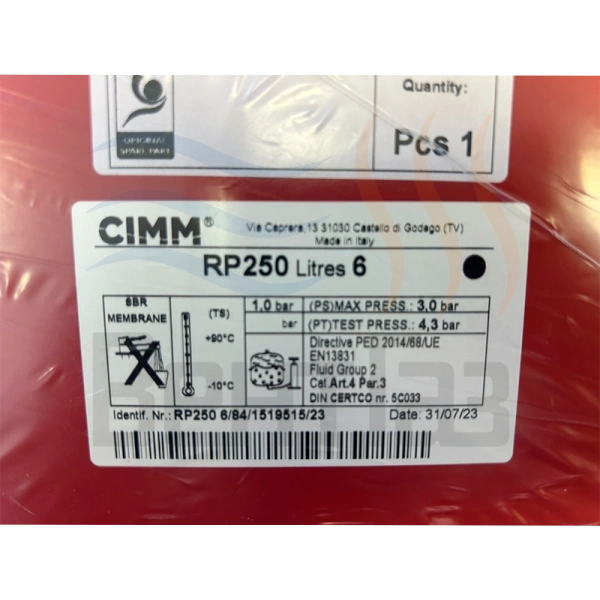 Quantity:
ORIGINAL
SPARE PART
Pcs 1
CIMM®
Via Caprera, 13 31030 Castello di Godego (TV)
Made in Italy
RP250 Litres 6
SBR
MEMBRANE
(TS)
+90°C
-10°C
1,0 bar
bar
(PS)MAX PRESS.: 3,0 bar
(PT)TEST PRESS.: 4,3 bar
Directive PED 2014/68/UE
EN13831
Fluid Group 2
Cat.Art.4 Par.3
DIN CERTCO nr. 5C033
Identif. Nr.: RP250 6/84/1519515/23
Date: 31/07/23